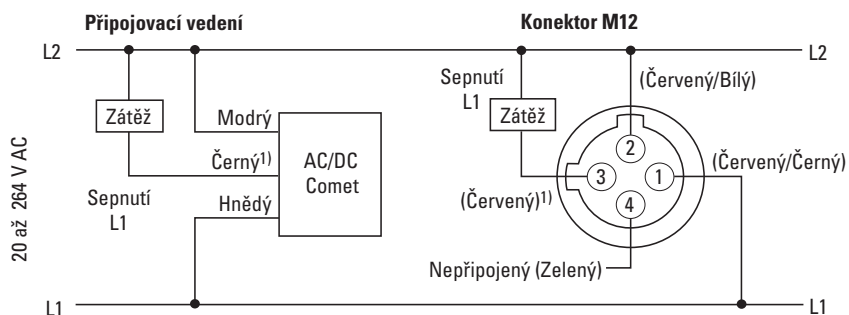 Připojovací vedení
Konektor M12
L2
L2
Sepnutí
L1
(Červený/Bílý)
Zátěž
Zátěž
Modrý
2
Černý1)
AC/DC
Comet
3
1
(Červený/Černý)
Sepnutí
L1
(Červený)1)
Hnědý
4
20 až 264 V AC
Nepřipojený (Zelený)
L1
L1